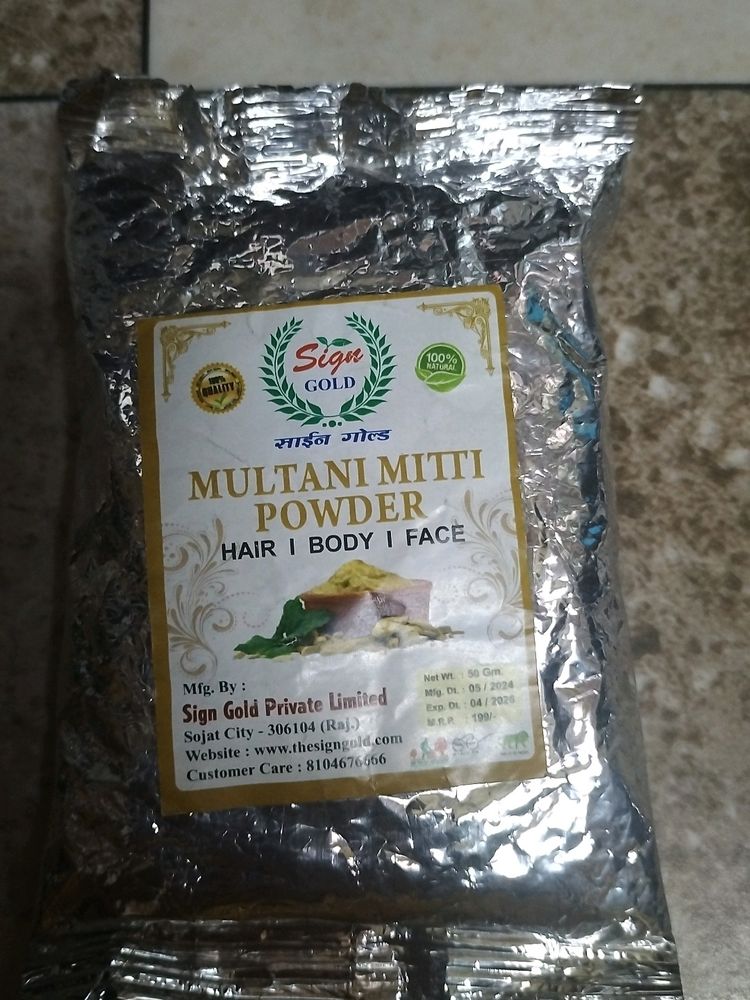 Sign
GOLD
100%
QUALITY
100%
NATURAL
साईन गोल्ड
MULTANI MITTI
POWDER
HAIR I BODY I FACE
Mfg. By :
Sign Gold Private Limited
Sojat City - 306104 (Raj.)
Website : www.thesigngold.com
Customer Care : 8104676666
Net Wt. : 50 Gm.
Mfg. Dt. : 05 / 2024
Exp. Dt. : 04 / 2026
M.R.P. : 199/-